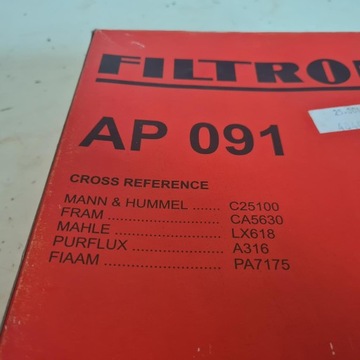 FILTRO
AP 091
CROSS REFERENCE
MANN & HUMMEL ...... C25100
FRAM ........................ CA5630
MAHLE ..................... LX618
PURFLUX .................. A316
FIAAM ........................ PA7175